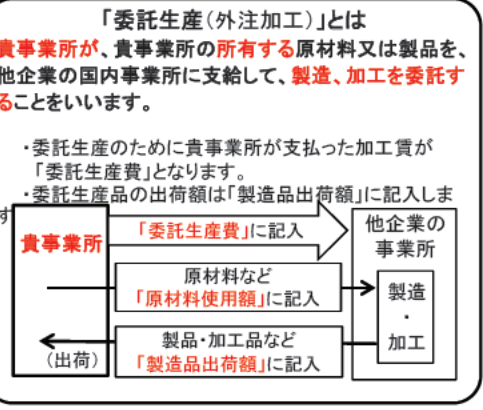 「委託生産(外注加工)」とは
貴事業所が、貴事業所の所有する原材料又は製品を、
他企業の国内事業所に支給して、製造、加工を委託す
ることをいいます。
・委託生産のために貴事業所が支払った加工賃が
「委託生産費」となります。
・委託生産品の出荷額は「製造品出荷額」に記入しま
す
貴事業所
「委託生産費」に記入
他企業の
事業所
原材料など
「原材料使用額」に記入
製造
・
加工
製品・加工品など
「製造品出荷額」に記入
(出荷)